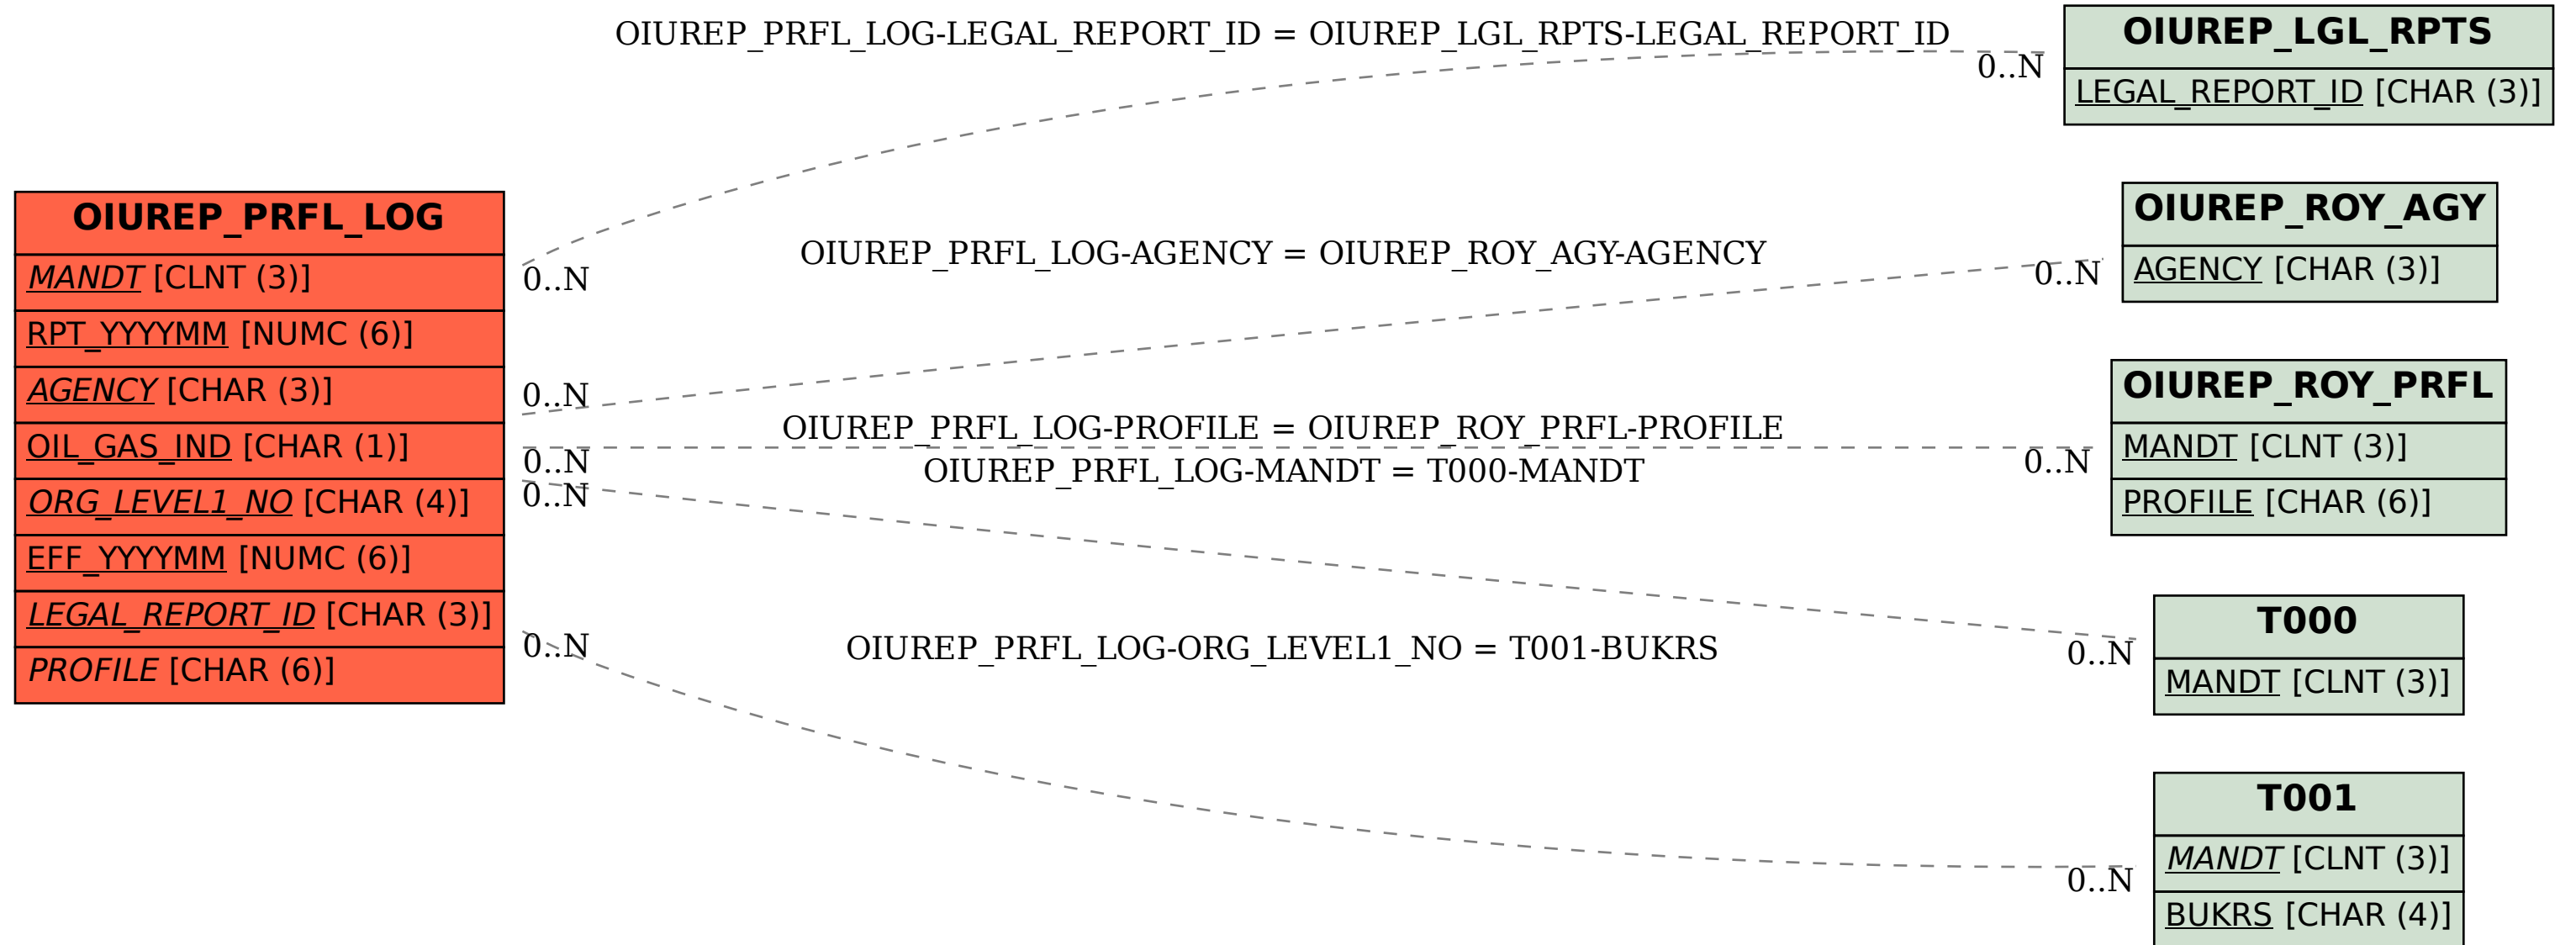 OIUREP_PRFL_LOG-LEGAL_REPORT_ID = OIUREP_LGL_RPTS-LEGAL_REPORT_ID
0..N
OIUREP_LGL_RPTS
LEGAL_REPORT_ID [CHAR (3)]
OIUREP_PRFL_LOG
MANDT [CLNT (3)]
RPT_YYYYMM [NUMC (6)]
AGENCY [CHAR (3)]
OIL_GAS_IND [CHAR (1)]
ORG_LEVEL1_NO [CHAR (4)]
EFF_YYYYMM [NUMC (6)]
LEGAL_REPORT_ID [CHAR (3)]
PROFILE [CHAR (6)]
0..N
0..N
0..N
0..N
0..N
OIUREP_PRFL_LOG-AGENCY = OIUREP_ROY_AGY-AGENCY
0..N
OIUREP_ROY_AGY
AGENCY [CHAR (3)]
OIUREP_PRFL_LOG-PROFILE = OIUREP_ROY_PRFL-PROFILE
0..N
OIUREP_ROY_PRFL
MANDT [CLNT (3)]
PROFILE [CHAR (6)]
OIUREP_PRFL_LOG-MANDT = T000-MANDT
0..N
T000
MANDT [CLNT (3)]
OIUREP_PRFL_LOG-ORG_LEVEL1_NO = T001-BUKRS
0..N
T001
MANDT [CLNT (3)]
BUKRS [CHAR (4)]